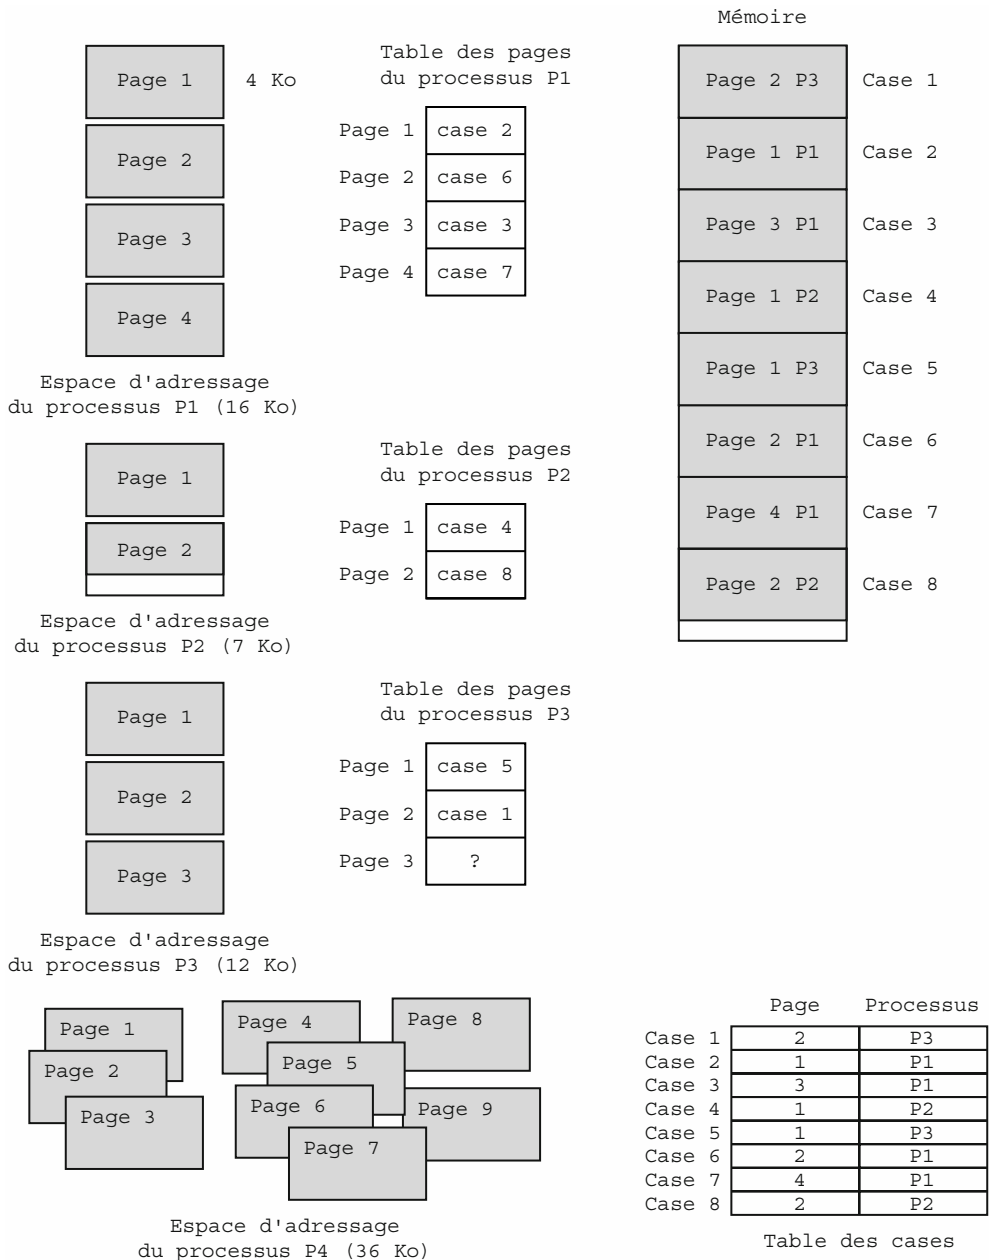 Mémoire
Page 1
4 Ko
Page 2
Page 3
Page 4
Espace d'adressage
du processus P1 (16 Ko)
Table des pages
du processus P1
Page 1 case 2
Page 2 case 6
Page 3 case 3
Page 4 case 7
Page 2 P3 Case 1
Page 1 P1 Case 2
Page 3 P1 Case 3
Page 1 P2 Case 4
Page 1 P3 Case 5
Page 2 P1 Case 6
Page 4 P1 Case 7
Page 2 P2 Case 8
Page 1
Page 2
Espace d'adressage
du processus P2 (7 Ko)
Table des pages
du processus P2
Page 1 case 4
Page 2 case 8
Page 1
Page 2
Page 3
Espace d'adressage
du processus P3 (12 Ko)
Table des pages
du processus P3
Page 1 case 5
Page 2 case 1
Page 3 ?
Page 1
Page 2
Page 3
Page 4
Page 5
Page 6
Page 7
Page 8
Page 9
Espace d'adressage
du processus P4 (36 Ko)
Page Processus
Case 1 2 P3
Case 2 1 P1
Case 3 3 P1
Case 4 1 P2
Case 5 1 P3
Case 6 2 P1
Case 7 4 P1
Case 8 2 P2
Table des cases